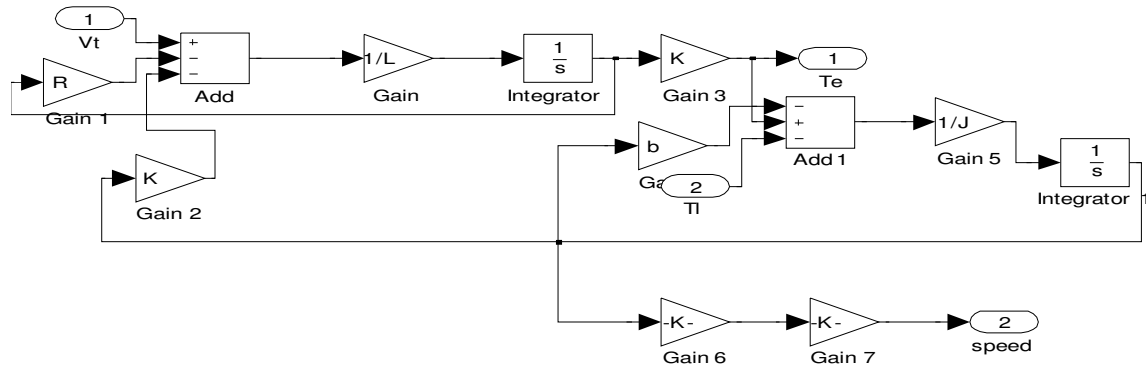 1
Vt
+
−
−
Add
R
Gain 1
1/L
Gain
1
s
Integrator
K
Gain 3
1
Te
−
+
−
Add 1
1/J
Gain 5
1
s
Integrator 1
b
2
Tl
K
Gain 2
-K-
Gain 6
-K-
Gain 7
2
speed